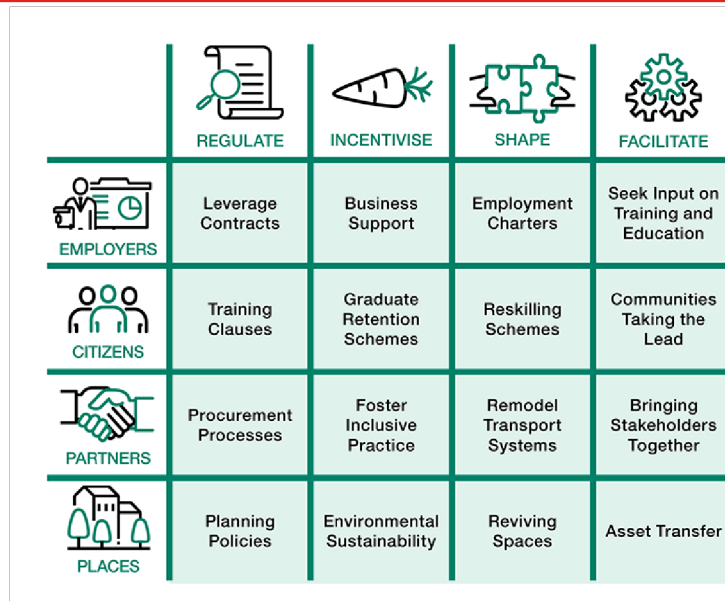 REGULATE
INCENTIVISE
SHAPE
FACILITATE
EMPLOYERS
Leverage
Contracts
Business
Support
Employment
Charters
Seek Input on
Training and
Education
CITIZENS
Training
Clauses
Graduate
Retention
Schemes
Reskilling
Schemes
Communities
Taking the
Lead
PARTNERS
Procurement
Processes
Foster
Inclusive
Practice
Remodel
Transport
Systems
Bringing
Stakeholders
Together
PLACES
Planning
Policies
Environmental
Sustainability
Reviving
Spaces
Asset Transfer